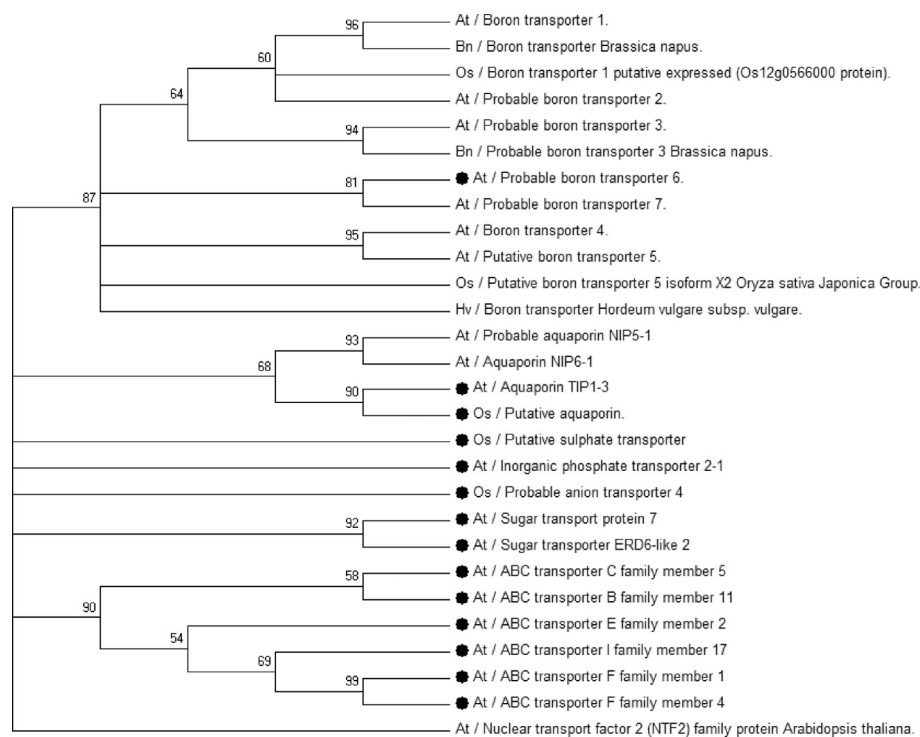 96 At / Boron transporter 1.
Bn / Boron transporter Brassica napus.
60 Os / Boron transporter 1 putative expressed (Os12g0566000 protein).
64 At / Probable boron transporter 2.
94 At / Probable boron transporter 3.
Bn / Probable boron transporter 3 Brassica napus.
81 At / Probable boron transporter 6.
87 At / Probable boron transporter 7.
95 At / Boron transporter 4.
At / Putative boron transporter 5.
Os / Putative boron transporter 5 isoform X2 Oryza sativa Japonica Group.
Hv / Boron transporter Hordeum vulgare subsp. vulgare.
93 At / Probable aquaporin NIP5-1
68 At / Aquaporin NIP6-1
90 At / Aquaporin TIP1-3
Os / Putative aquaporin.
Os / Putative sulphate transporter
At / Inorganic phosphate transporter 2-1
Os / Probable anion transporter 4
92 At / Sugar transport protein 7
At / Sugar transporter ERD6-like 2
58 At / ABC transporter C family member 5
90 At / ABC transporter B family member 11
54 At / ABC transporter E family member 2
69 At / ABC transporter I family member 17
99 At / ABC transporter F family member 1
At / ABC transporter F family member 4
At / Nuclear transport factor 2 (NTF2) family protein Arabidopsis thaliana.